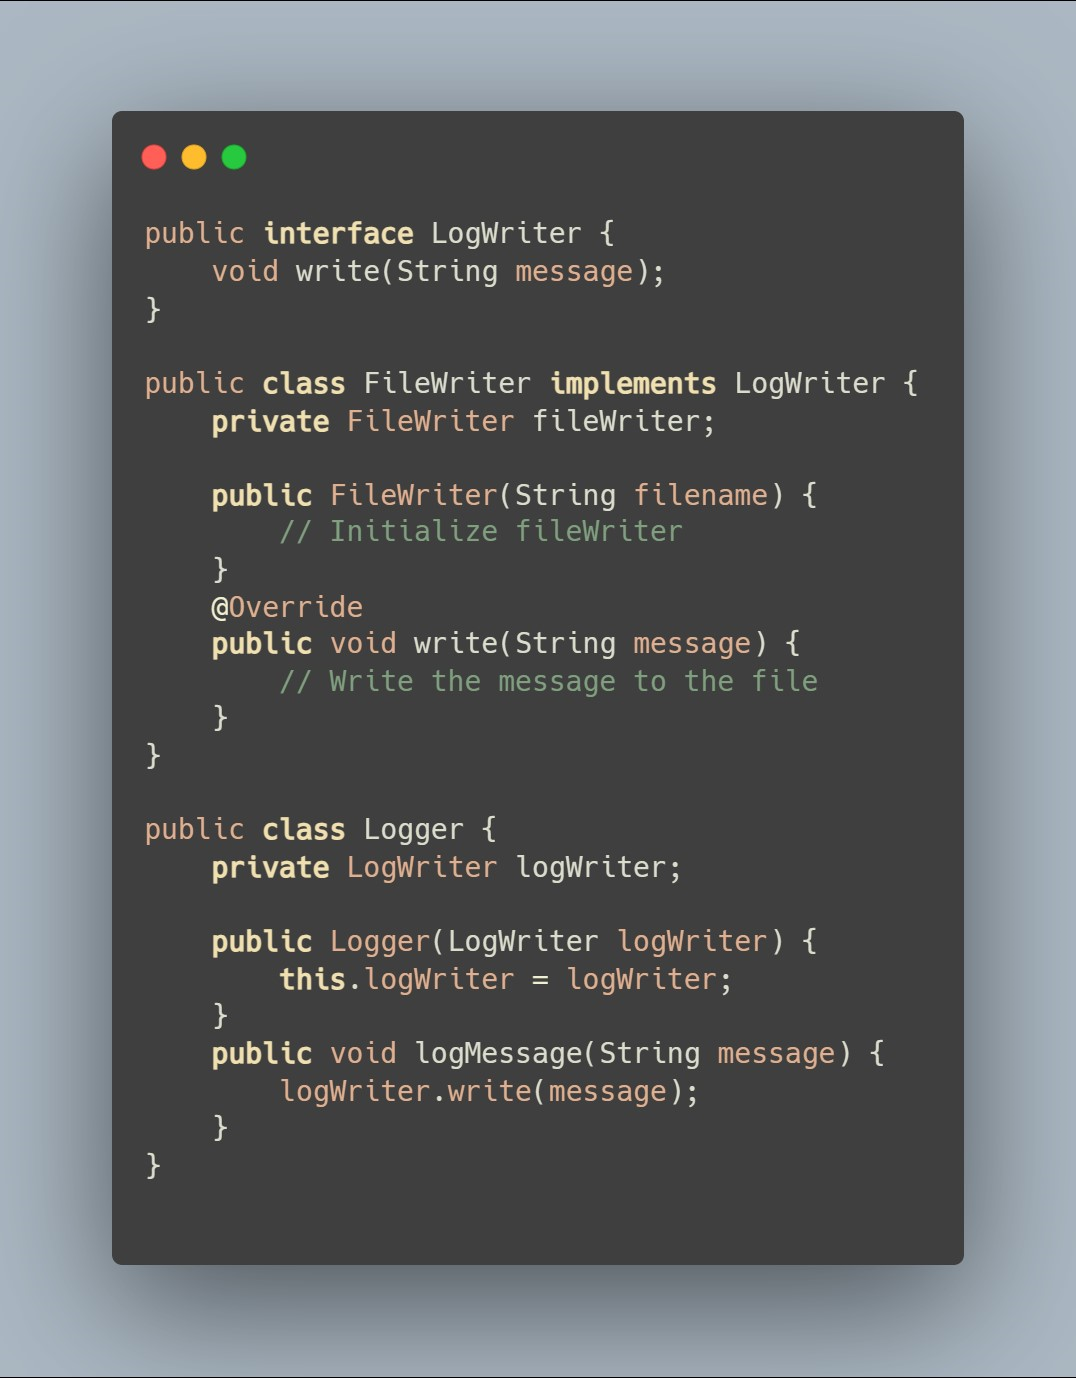 public interface LogWriter {
    void write(String message);
}

public class FileWriter implements LogWriter {
    private FileWriter fileWriter;

    public FileWriter(String filename) {
        // Initialize fileWriter
    }
    @Override
    public void write(String message) {
        // Write the message to the file
    }
}

public class Logger {
    private LogWriter logWriter;

    public Logger(LogWriter logWriter) {
        this.logWriter = logWriter;
    }
    public void logMessage(String message) {
        logWriter.write(message);
    }
}